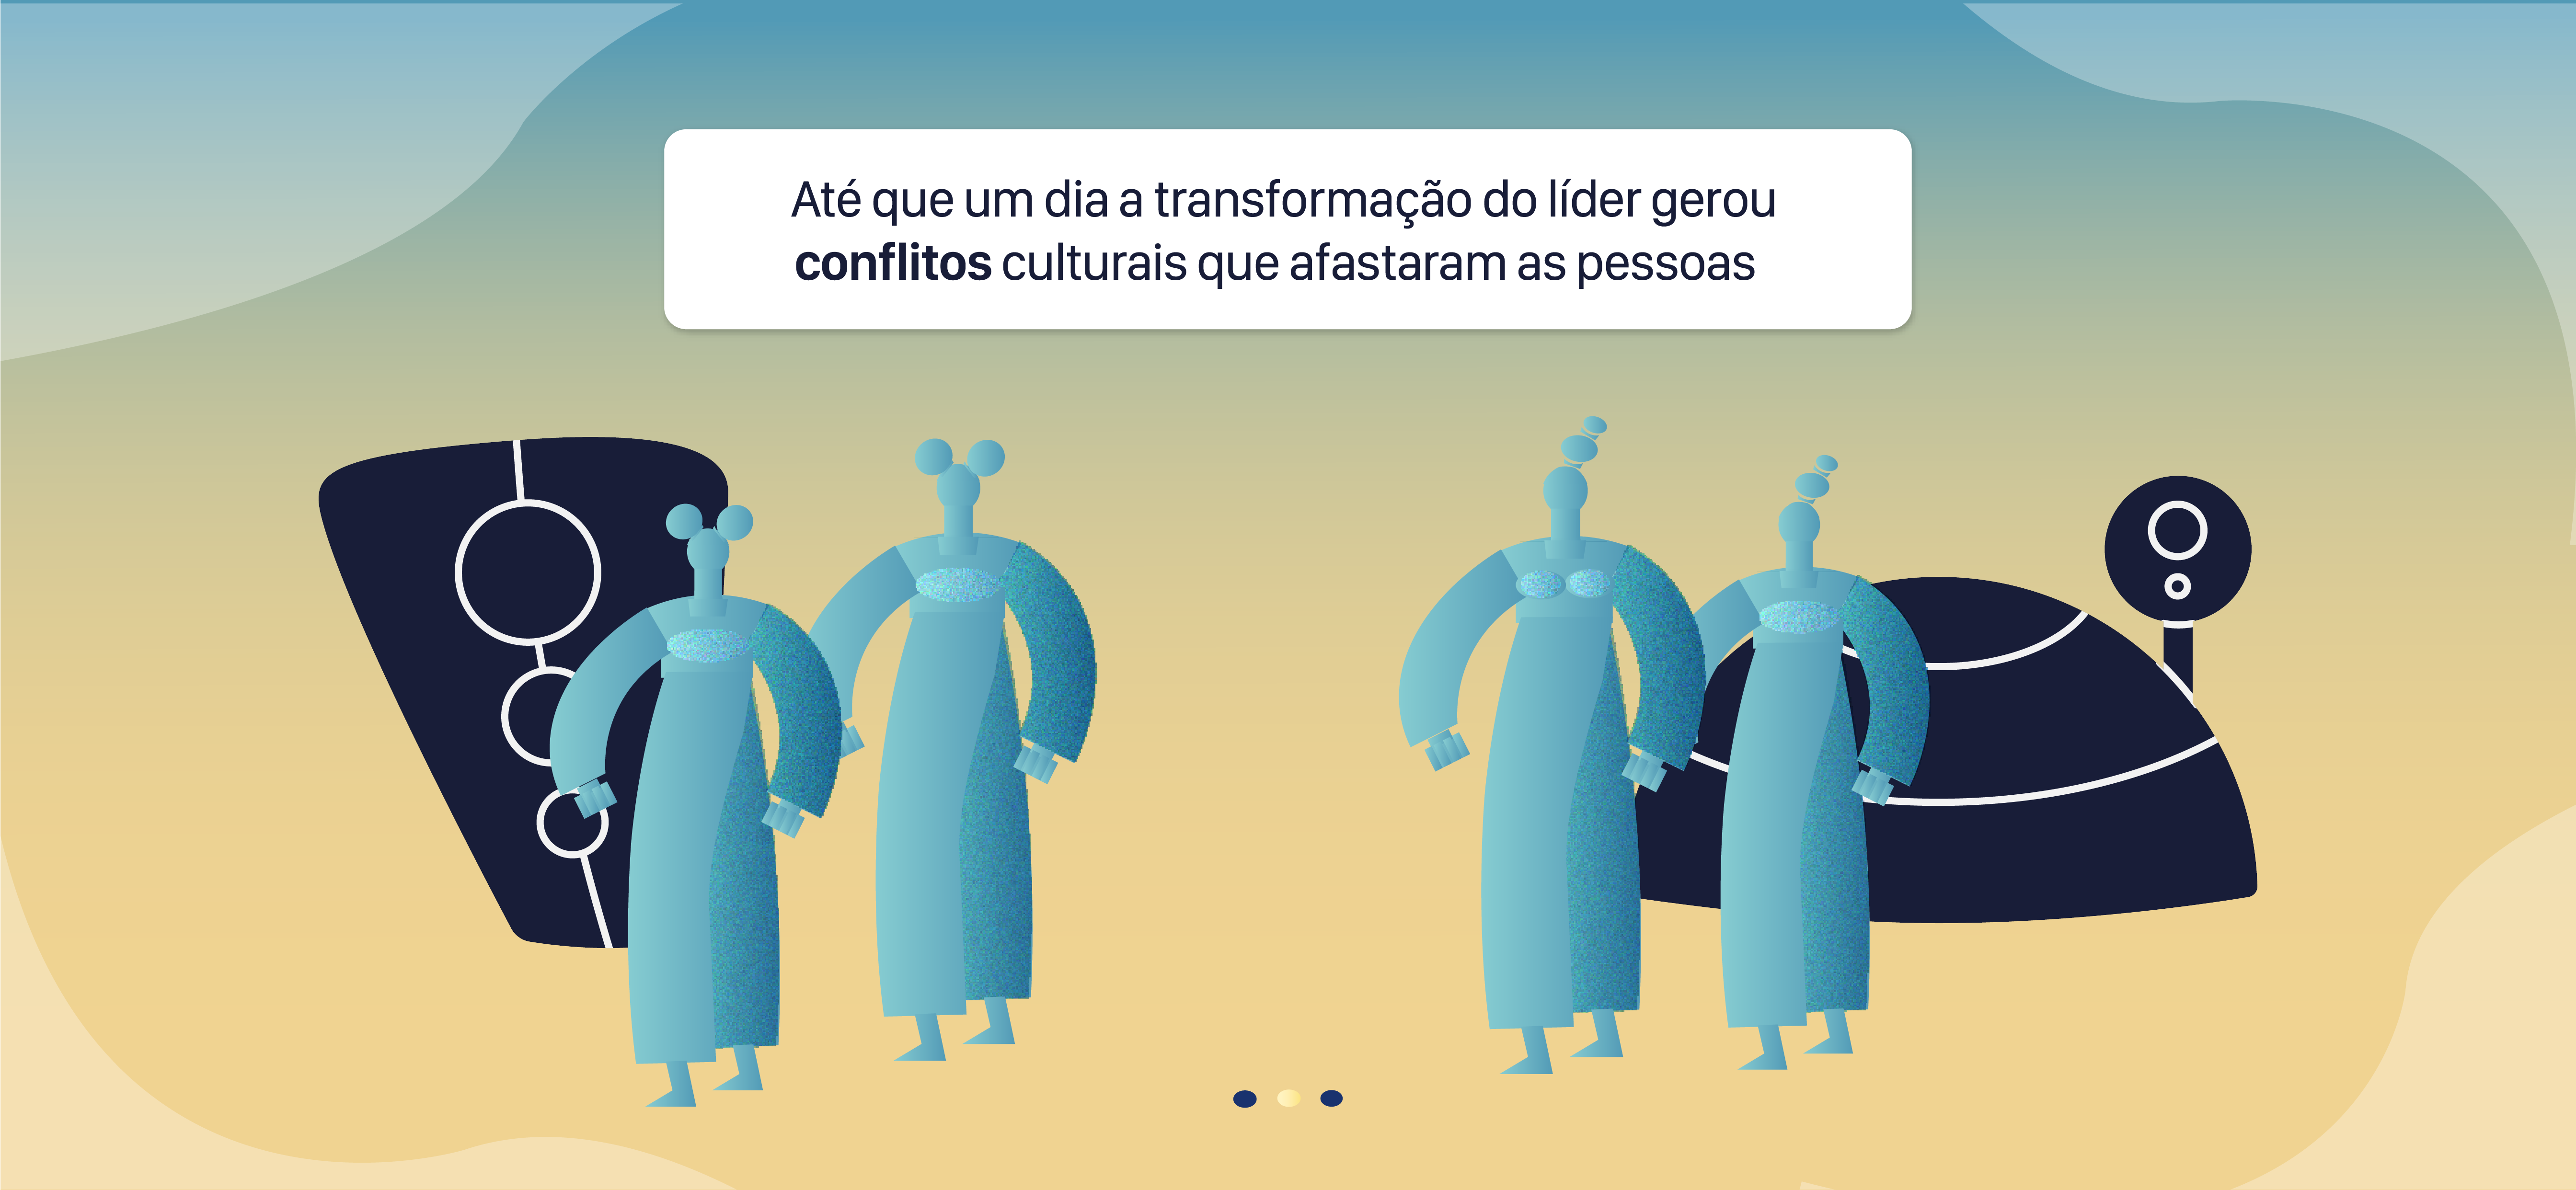 Até que um dia a transformação do líder gerou
conflitos culturais que afastaram as pessoas